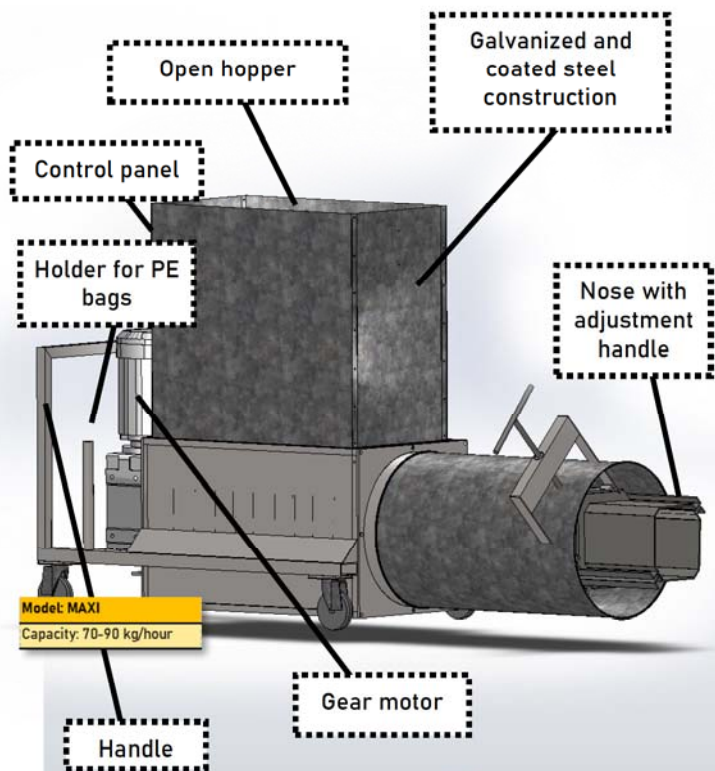 Open hopper
Galvanized and
coated steel
construction
Control panel
Holder for PE
bags
Nose with
adjustment
handle
Model: MAXI
Capacity: 70-90 kg/hour
Gear motor
Handle